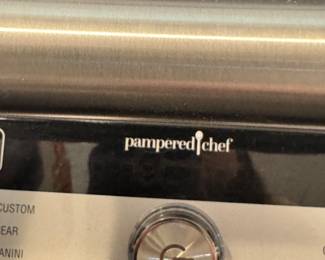 pampered chef
CUSTOM
EAR
ANINI